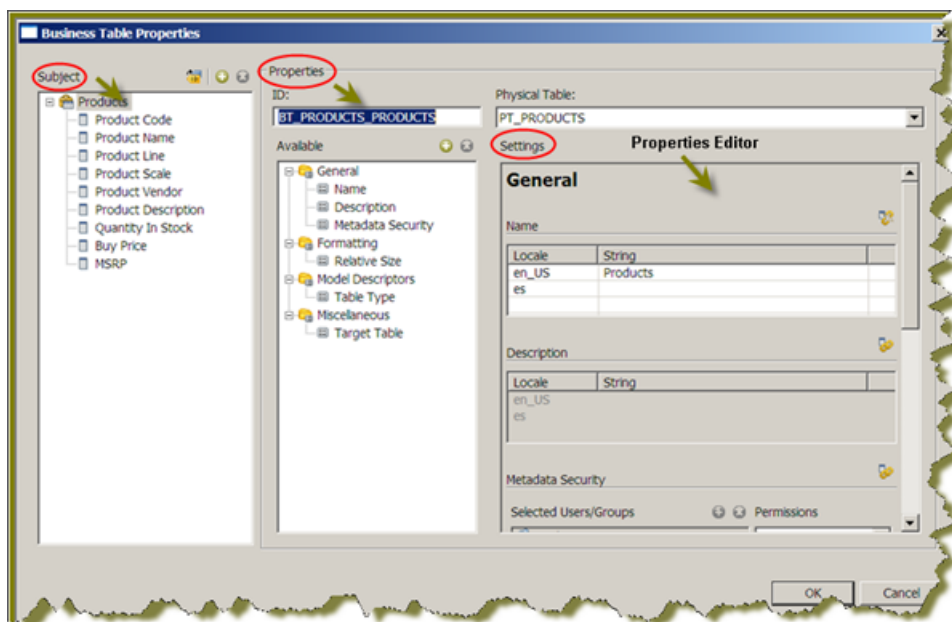 Business Table Properties
Subject
Products
Product Code
Product Name
Product Line
Product Scale
Product Vendor
Product Description
Quantity In Stock
Buy Price
MSRP
Properties
ID:
BT_PRODUCTS_PRODUCTS
Physical Table:
PT_PRODUCTS
Available
General
Name
Description
Metadata Security
Formatting
Relative Size
Model Descriptors
Table Type
Miscellaneous
Target Table
Settings
Properties Editor
General
Name
Locale String
en_US Products
es
Description
Locale String
en_US
es
Metadata Security
Selected Users/Groups Permissions
OK Cancel